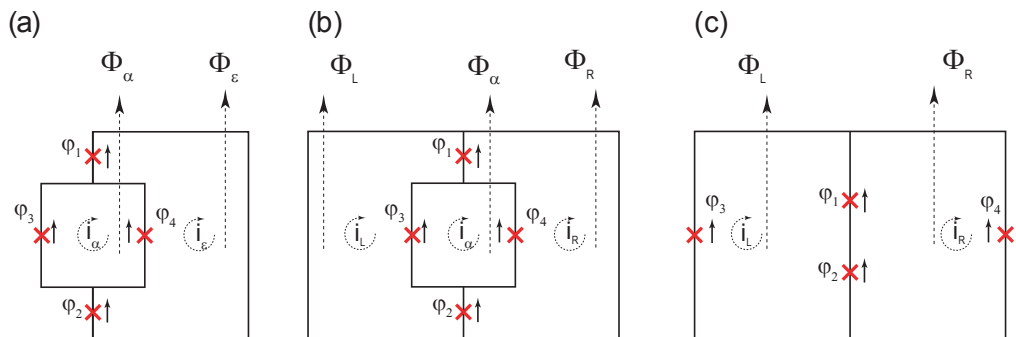 (a)
Φα Φε
φ1
φ3 φ4
iα iε
φ2
(b)
ΦL Φα ΦR
φ1
φ3 φ4
iL iα iR
φ2
(c)
ΦL ΦR
φ1
φ3 φ4
iL iR
φ2